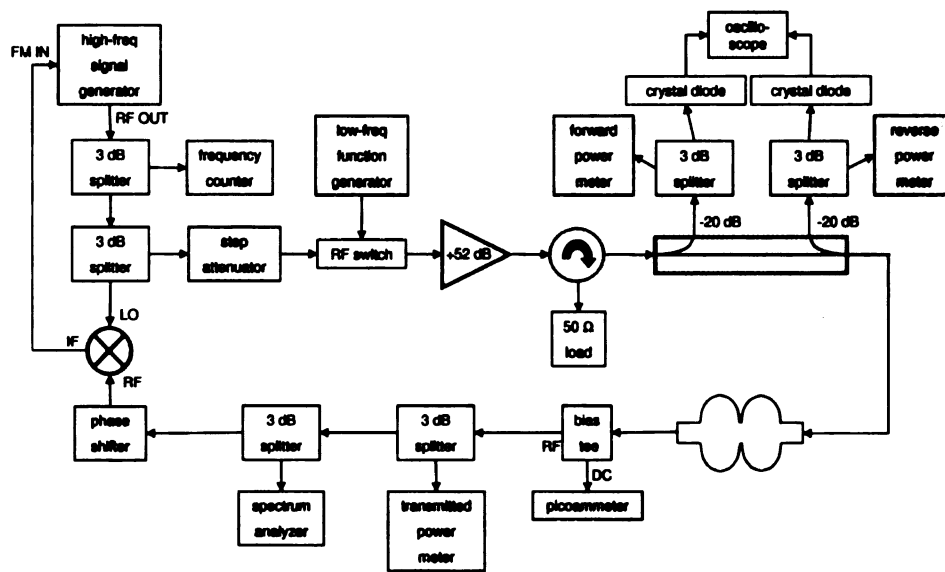 FM IN
high-freq
signal
generator
RF OUT
3 dB
splitter
frequency
counter
low-freq
function
generator
3 dB
splitter
step
attenuator
RF switch
+52 dB
50 Ω
load
oscillo-
scope
crystal diode
crystal diode
forward
power
meter
3 dB
splitter
3 dB
splitter
reverse
power
meter
-20 dB
-20 dB
LO
IF
RF
phase
shifter
3 dB
splitter
spectrum
analyzer
3 dB
splitter
transmitted
power
meter
bias
tee
RF
DC
picoammeter